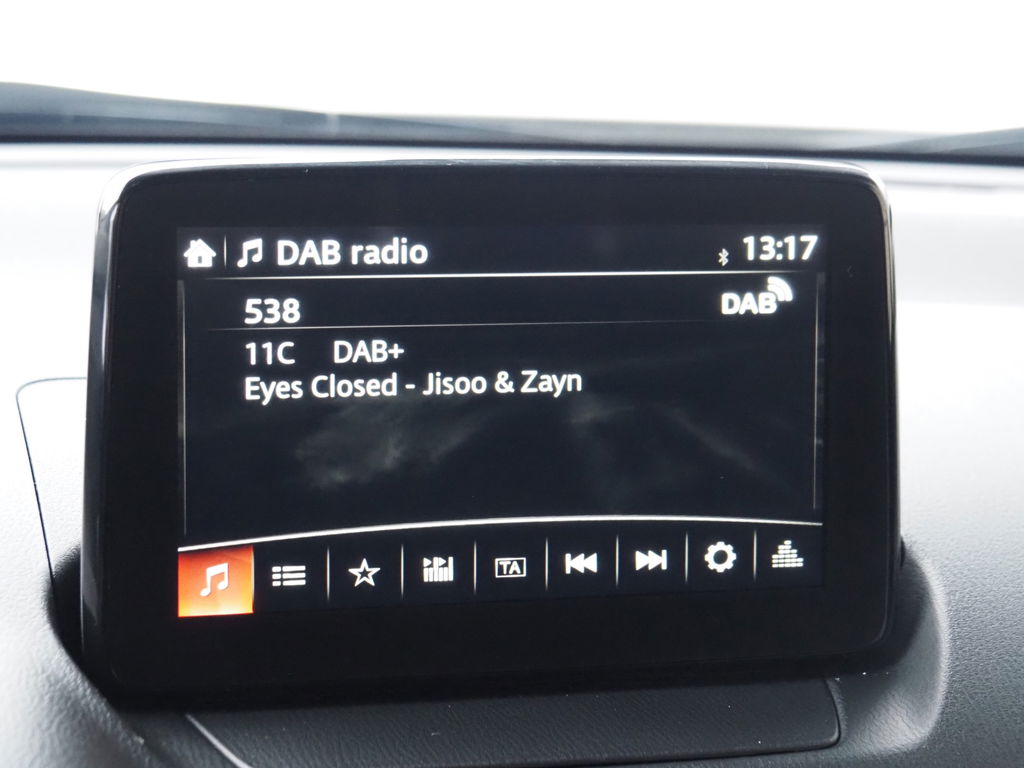 DAB radio 13:17
538 DAB
11C DAB+
Eyes Closed - Jisoo & Zayn
TA